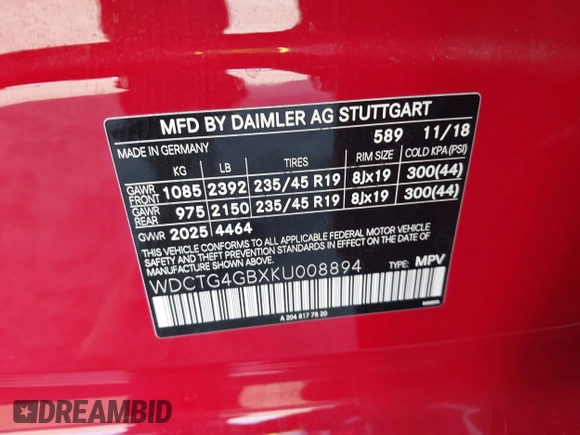 MFD BY DAIMLER AG STUTTGART
MADE IN GERMANY 589 11/18
KG LB TIRES RIM SIZE COLD KPA (PSI)
GAWR FRONT 1085 2392 235/45 R19 8Jx19 300(44)
GAWR REAR 975 2150 235/45 R19 8Jx19 300(44)
GVWR 2025 4464
THIS VEHICLE CONFORMS TO ALL APPLICABLE FEDERAL MOTOR VEHICLE
SAFETY AND THEFT PREVENTION STANDARDS IN EFFECT ON THE DATE OF
MANUFACTURE SHOWN ABOVE.
WDCTG4GBXKU008894 TYPE: MPV
A 204 817 78 20
DREAMBID